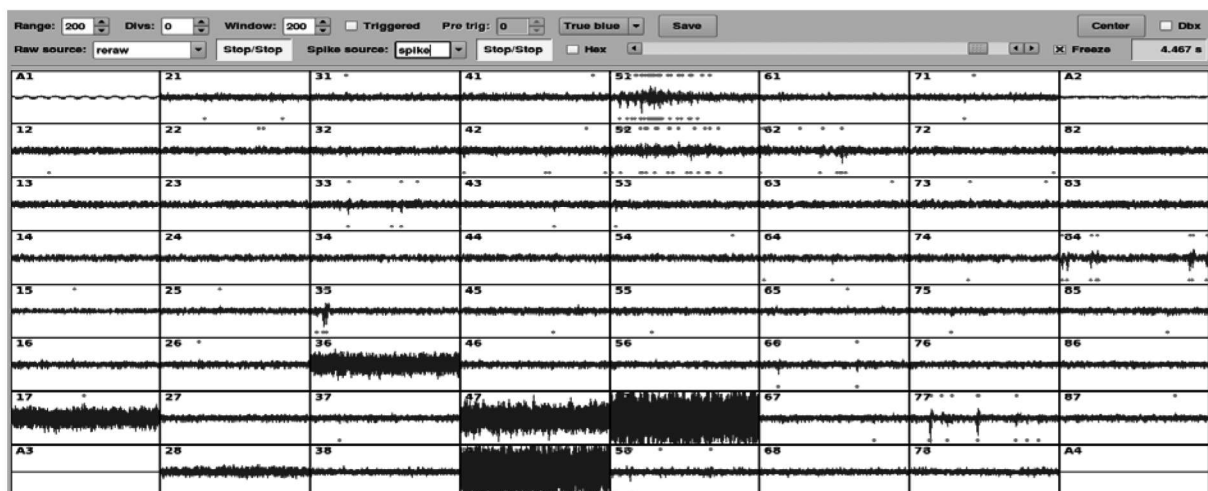 Range: 200 Divs: 0 Window: 200 Triggered Pre trig: 0 True blue Save Center Dbx
Raw source: reraw Stop/Stop Spike source: spike Stop/Stop Hex Freeze 4.467 s
A1 21 31 41 51 61 71 A2
12 22 32 42 52 62 72 82
13 23 33 43 53 63 73 83
14 24 34 44 54 64 74 84
15 25 35 45 55 65 75 85
16 26 36 46 56 66 76 86
17 27 37 47 67 77 87
A3 28 38 58 68 78 A4